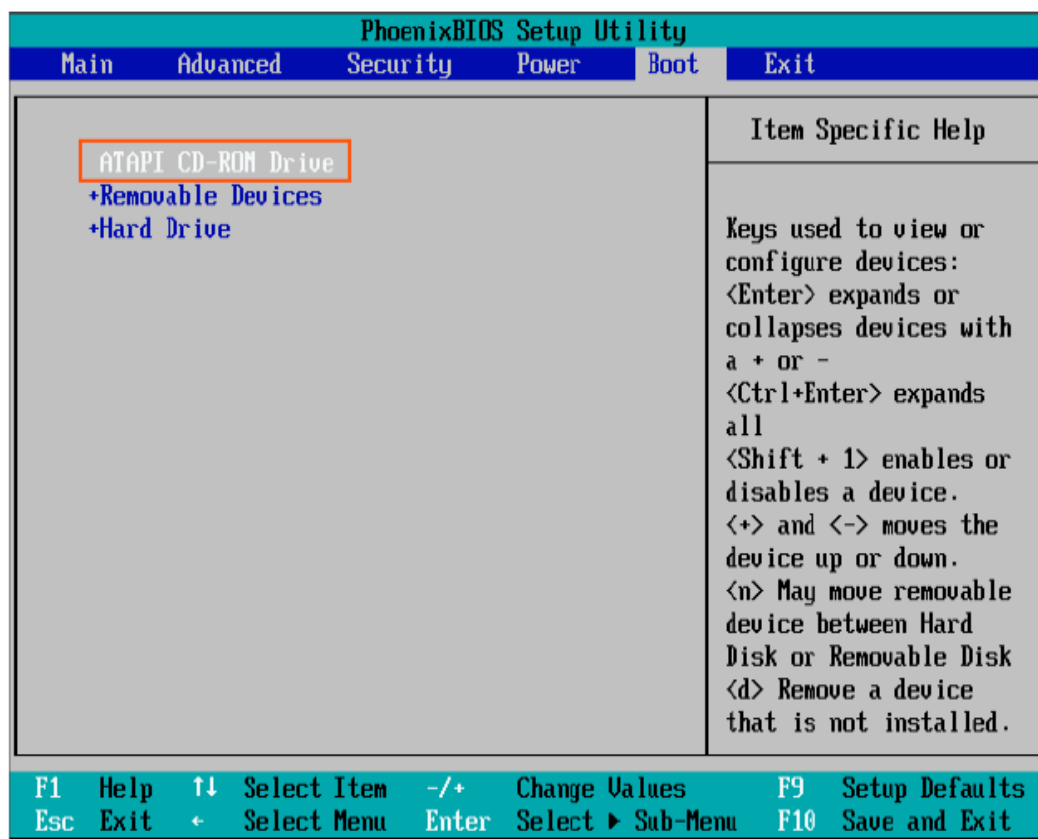 PhoenixBIOS Setup Utility
Main Advanced Security Power Boot Exit
ATAPI CD-ROM Drive
+Removable Devices
+Hard Drive
Item Specific Help
Keys used to view or
configure devices:
<Enter> expands or
collapses devices with
a + or -
<Ctrl+Enter> expands
all
<Shift + 1> enables or
disables a device.
<+> and <-> moves the
device up or down.
<n> May move removable
device between Hard
Disk or Removable Disk
<d> Remove a device
that is not installed.
F1 Help ↑↓ Select Item -/+ Change Values F9 Setup Defaults
Esc Exit ← Select Menu Enter Select ▶ Sub-Menu F10 Save and Exit